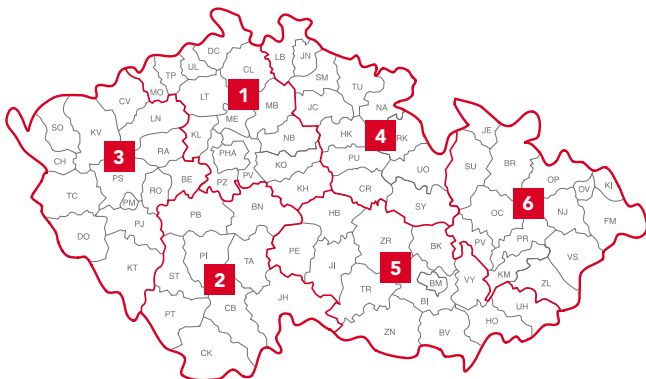 DC
LB
JN
UL
CL
SM
TP
TU
MO
LT
1
MB
JC
NA
CV
LN
ME
SO
KV
KL
NB
HK
4
RK
JE
3
RA
PHA
PU
BR
CH
KO
UO
SU
OP
PS
BE
PZ
PV
KH
CR
OV
KI
TC
RO
PM
BN
SY
OC
6
NJ
FM
PJ
PB
HB
DO
PI
ZR
BK
PV
PR
VS
KT
ST
2
TA
PE
JI
5
KM
ZL
TR
BM
VY
PT
CB
JH
BI
UH
ZN
BV
HO
CK